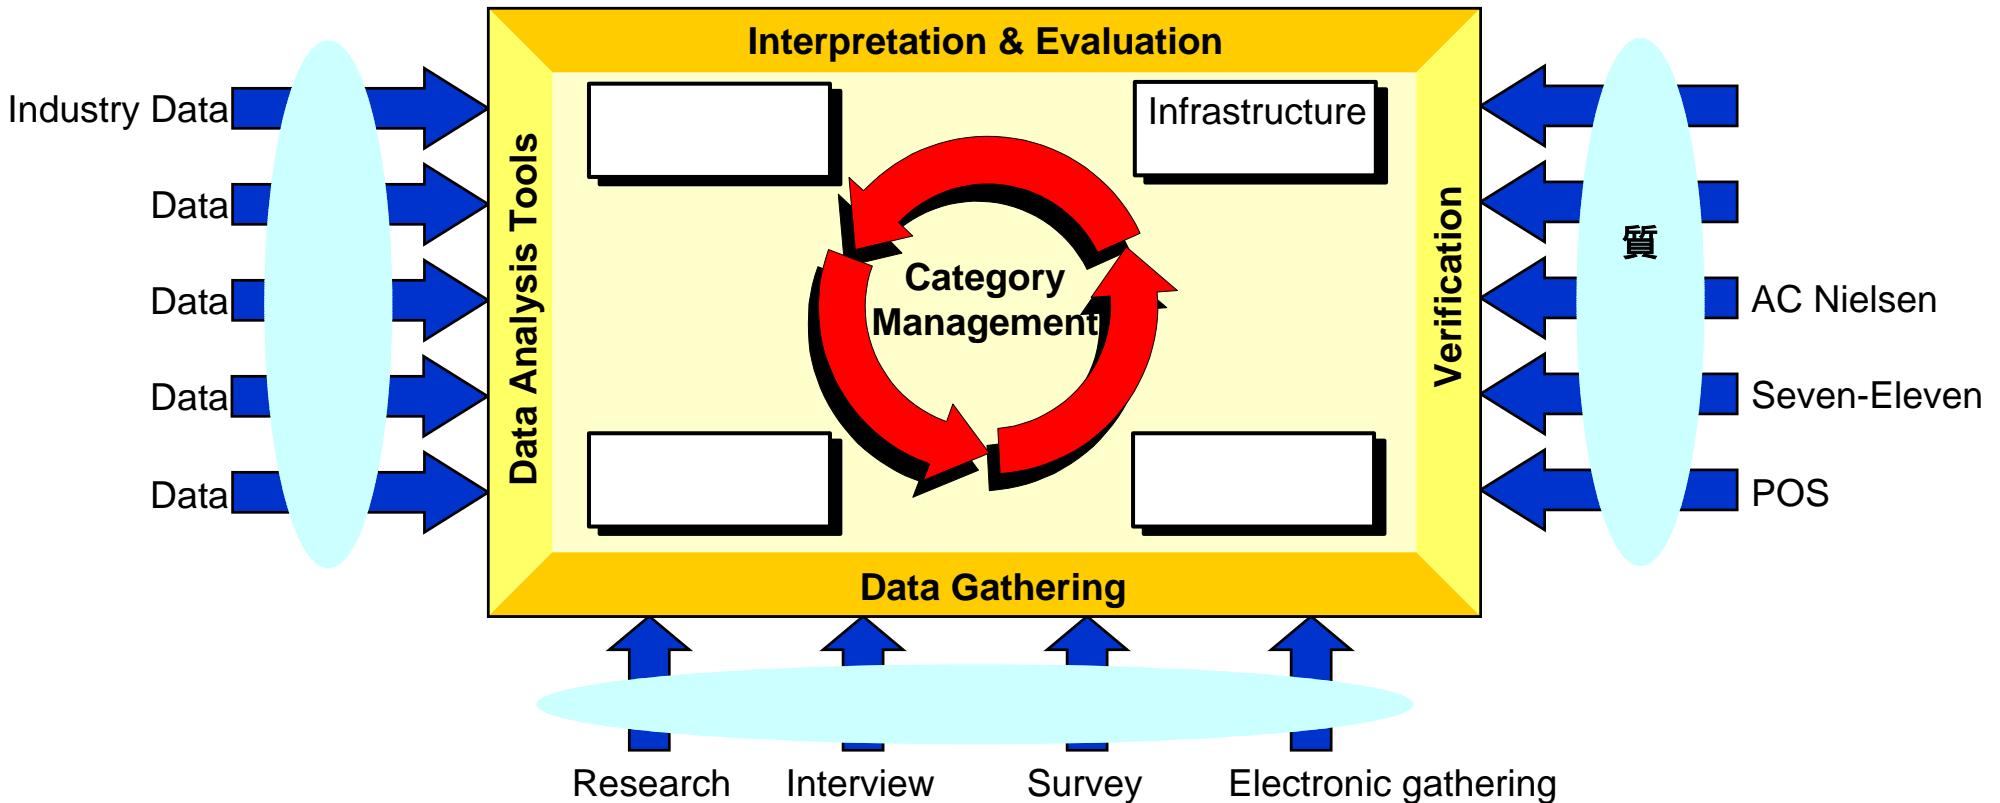 Interpretation & Evaluation
Industry Data
Data
Data
Data
Data
Data Analysis Tools
Infrastructure
Category
Management
Verification
質
AC Nielsen
Seven-Eleven
POS
Data Gathering
Research
Interview
Survey
Electronic gathering